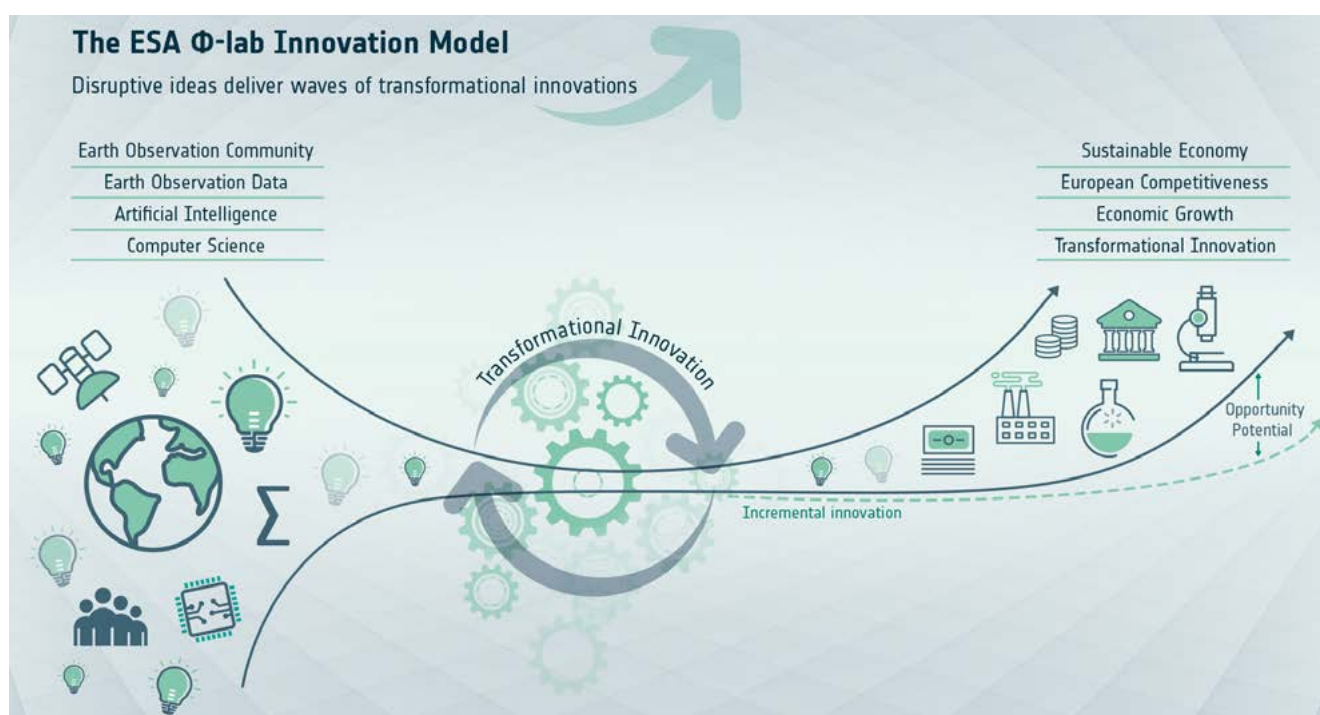 The ESA Φ-lab Innovation Model
Disruptive ideas deliver waves of transformational innovations
Earth Observation Community
Earth Observation Data
Artificial Intelligence
Computer Science
Sustainable Economy
European Competitiveness
Economic Growth
Transformational Innovation
Transformational Innovation
Opportunity
Potential
Σ
Incremental innovation